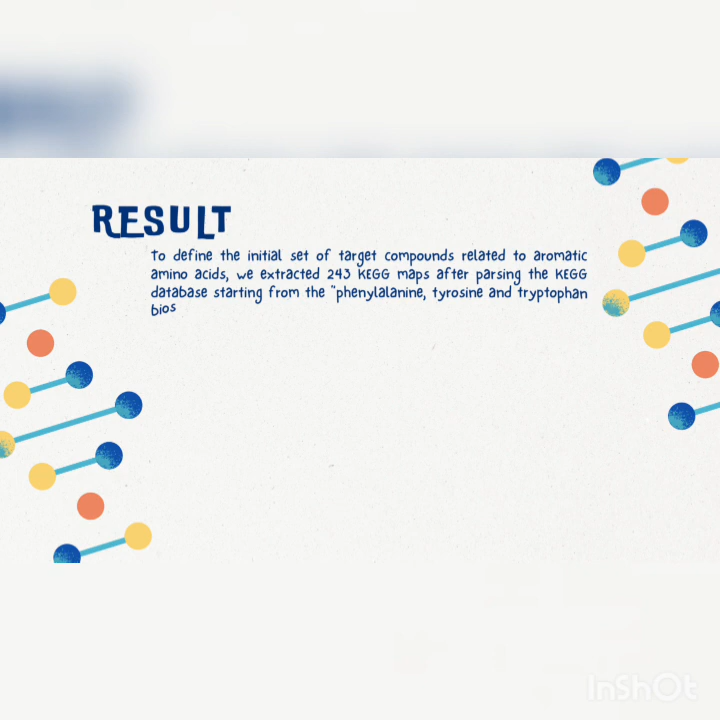 RESULT
To define the initial set of target compounds related to aromatic
amino acids, we extracted 243 KEGG maps after parsing the KEGG
database starting from the "phenylalanine, tyrosine and tryptophan
bios
InShOt